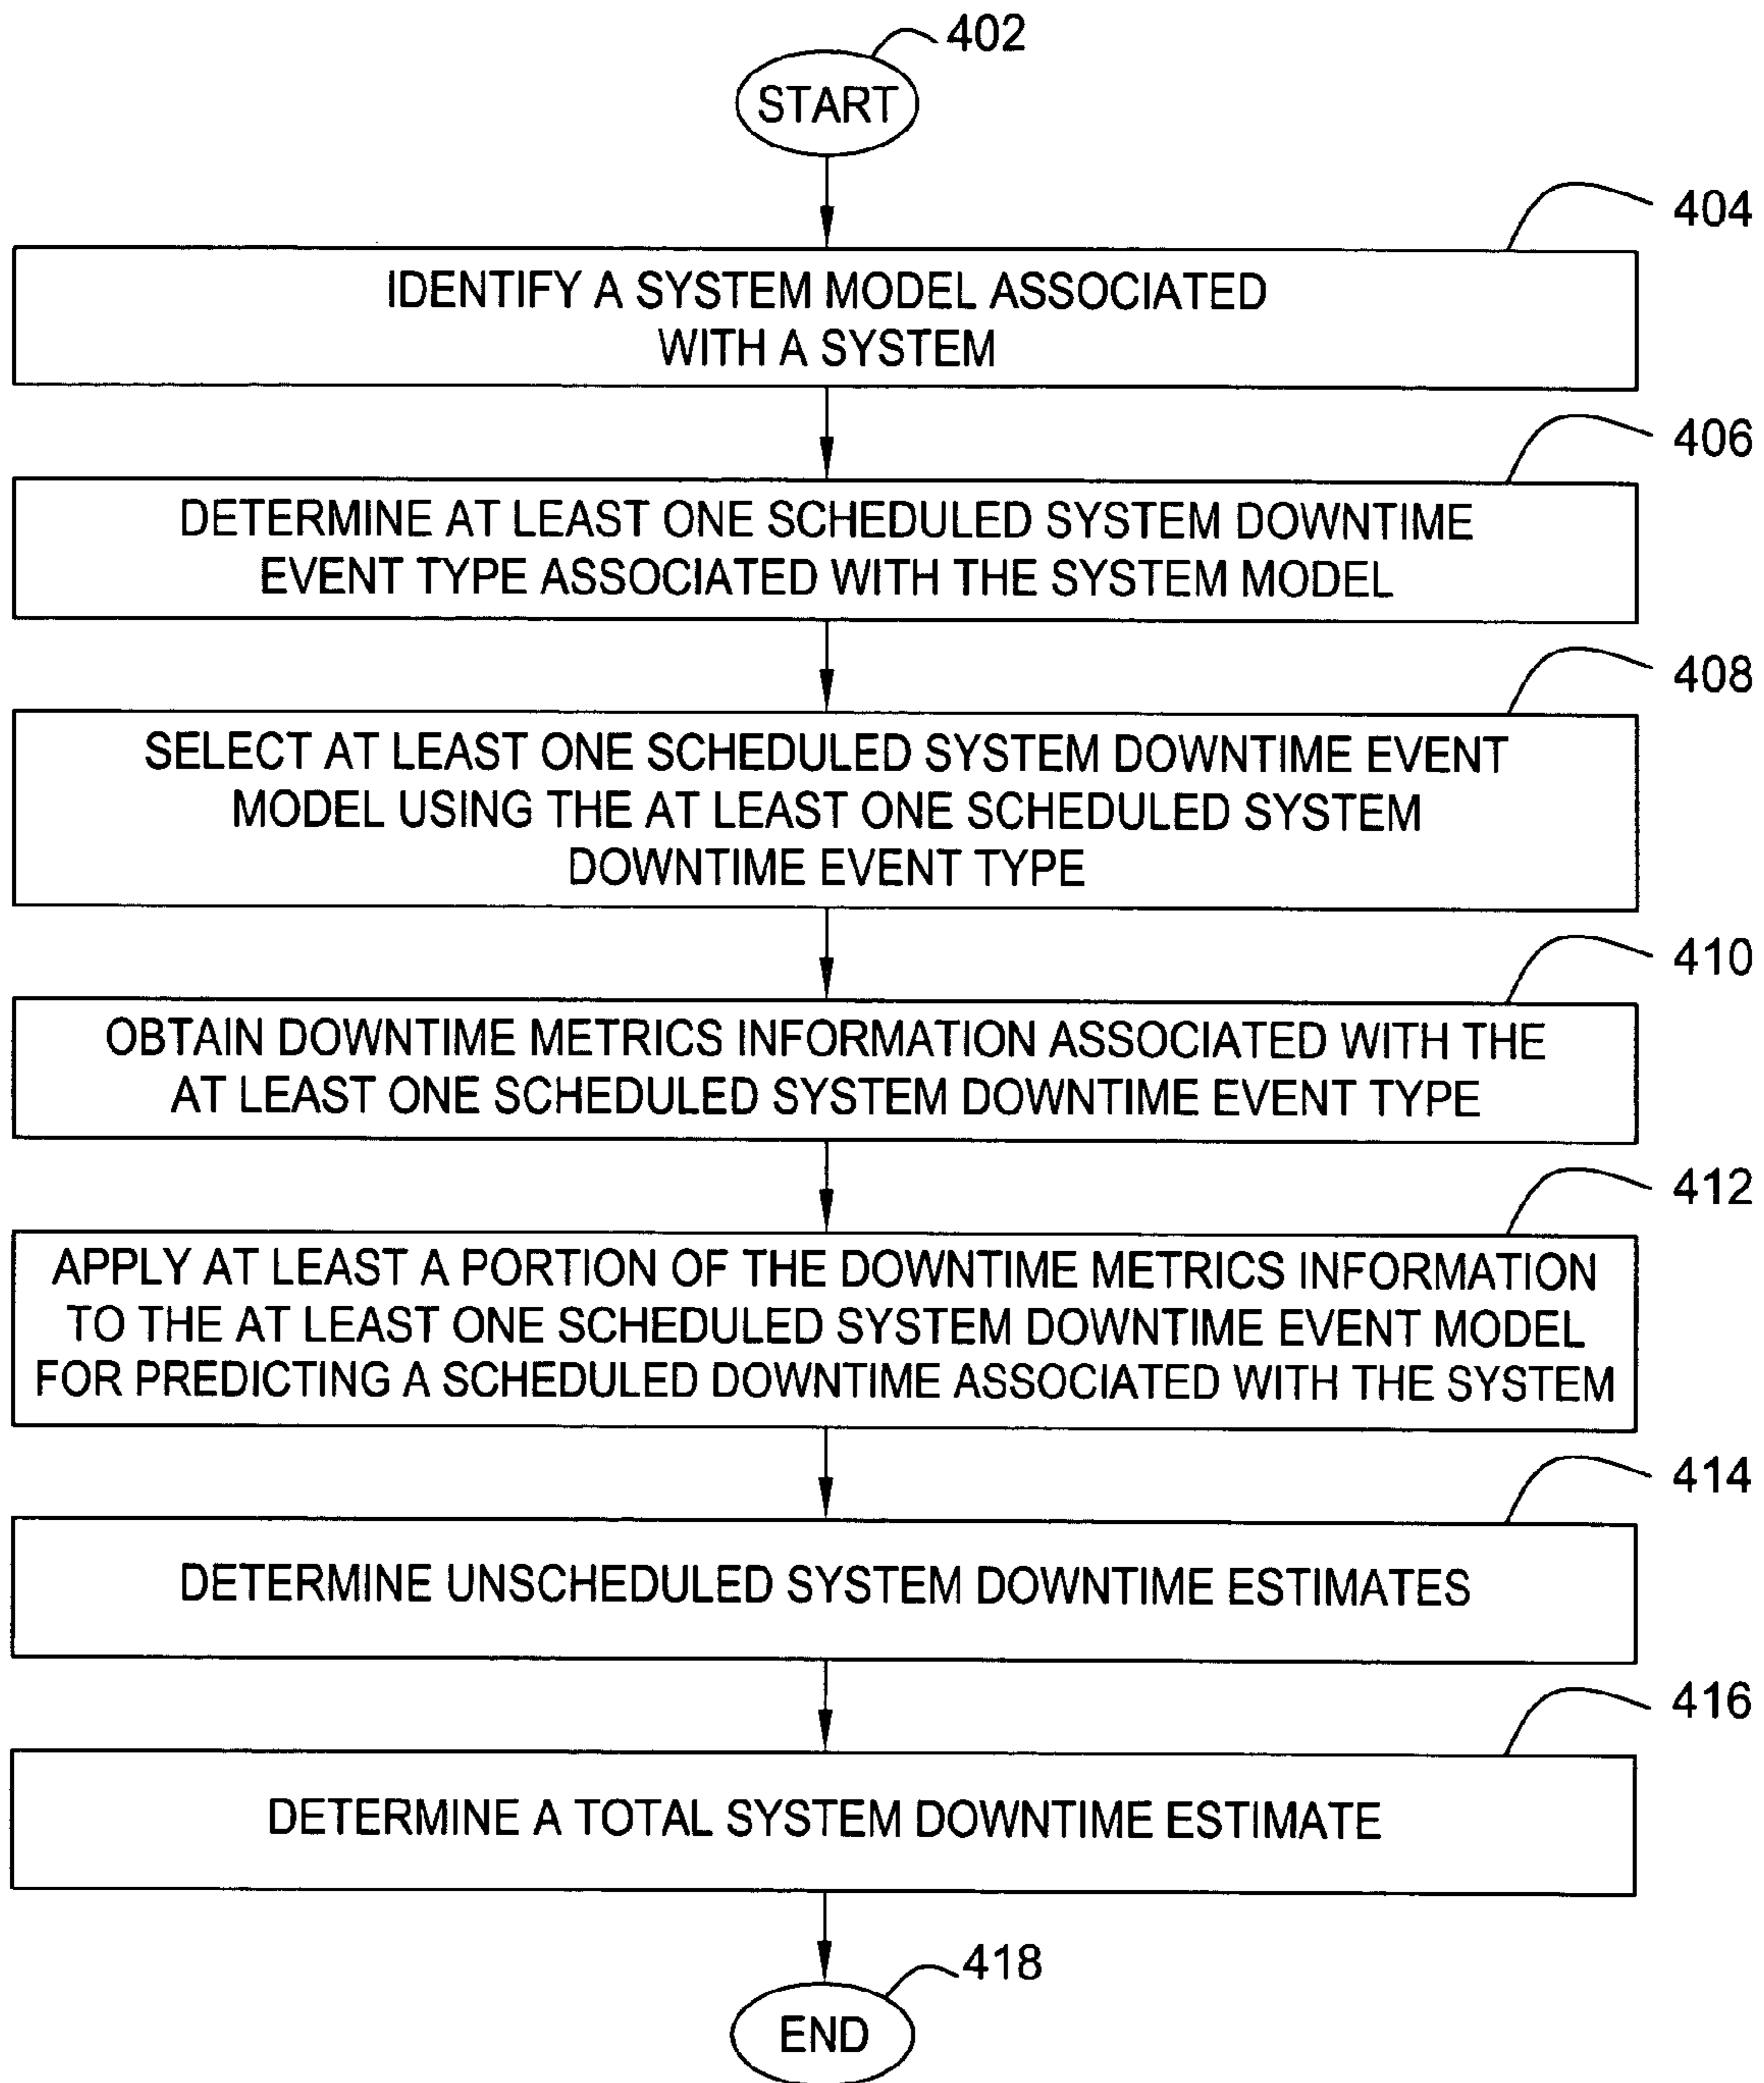 402
START
404
IDENTIFY A SYSTEM MODEL ASSOCIATED
WITH A SYSTEM
406
DETERMINE AT LEAST ONE SCHEDULED SYSTEM DOWNTIME
EVENT TYPE ASSOCIATED WITH THE SYSTEM MODEL
408
SELECT AT LEAST ONE SCHEDULED SYSTEM DOWNTIME EVENT
MODEL USING THE AT LEAST ONE SCHEDULED SYSTEM
DOWNTIME EVENT TYPE
410
OBTAIN DOWNTIME METRICS INFORMATION ASSOCIATED WITH THE
AT LEAST ONE SCHEDULED SYSTEM DOWNTIME EVENT TYPE
412
APPLY AT LEAST A PORTION OF THE DOWNTIME METRICS INFORMATION
TO THE AT LEAST ONE SCHEDULED SYSTEM DOWNTIME EVENT MODEL
FOR PREDICTING A SCHEDULED DOWNTIME ASSOCIATED WITH THE SYSTEM
414
DETERMINE UNSCHEDULED SYSTEM DOWNTIME ESTIMATES
416
DETERMINE A TOTAL SYSTEM DOWNTIME ESTIMATE
418
END